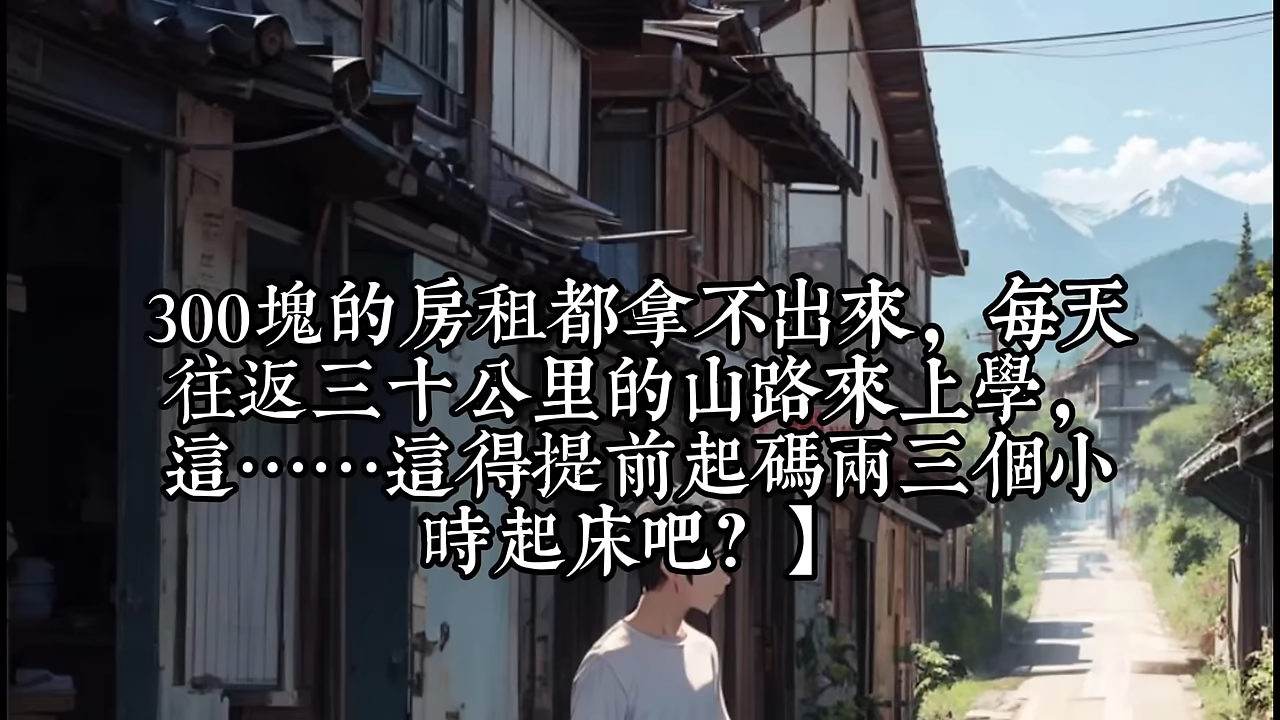 300塊的房租都拿不出來，每天
往返三十公里的山路來上學，
這……這得提前起碼兩三個小
時起床吧？】